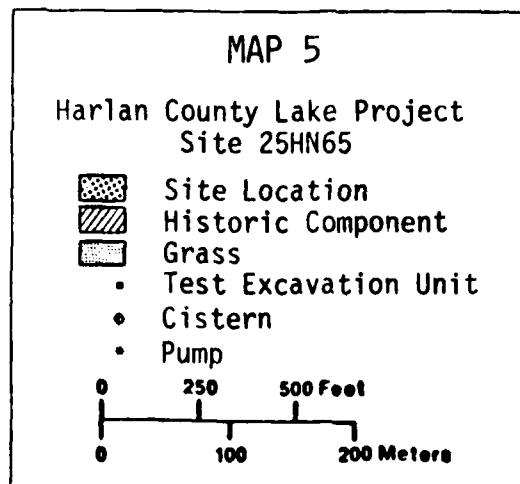 MAP 5
Harlan County Lake Project
Site 25HN65
Site Location
Historic Component
Grass
Test Excavation Unit
Cistern
Pump
0 250 500 Feet
0 100 200 Meters